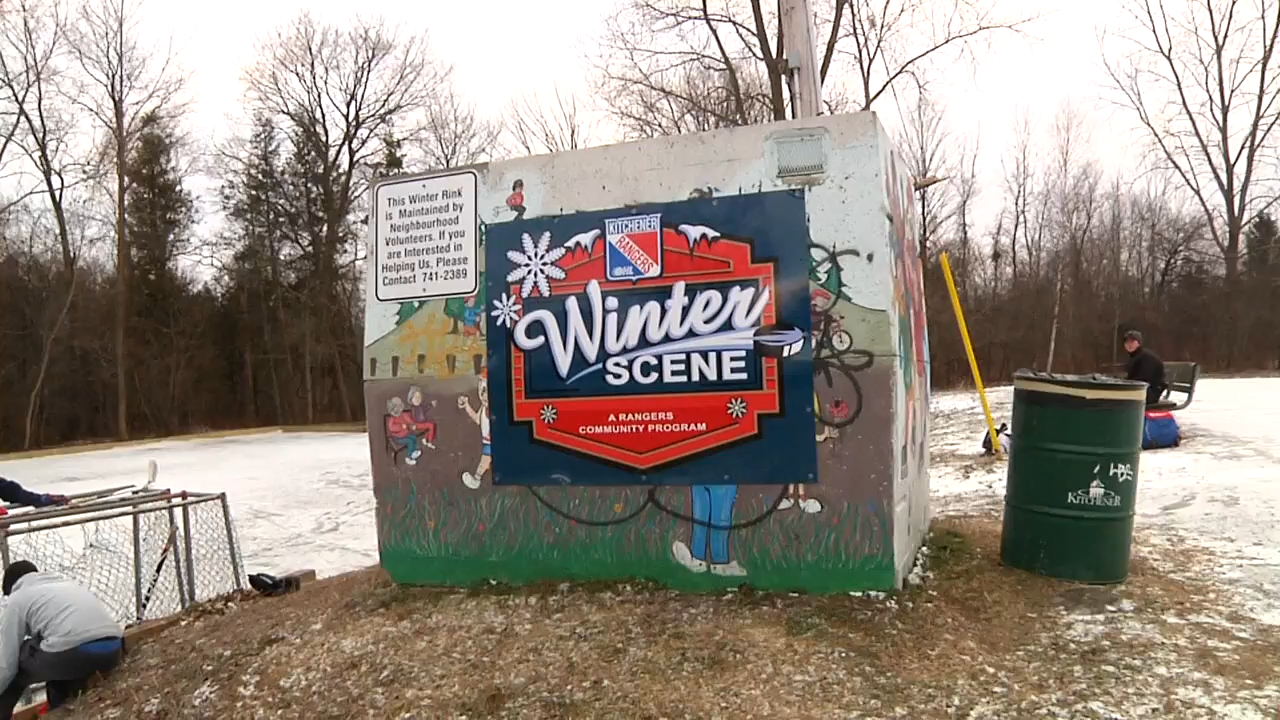 This Winter Rink
is Maintained by
Neighbourhood
Volunteers. If you
are Interested in
Helping Us, Please
Contact 741-2389
KITCHENER
RANGERS
Winter
SCENE
A RANGERS
COMMUNITY PROGRAM
KITCHENER